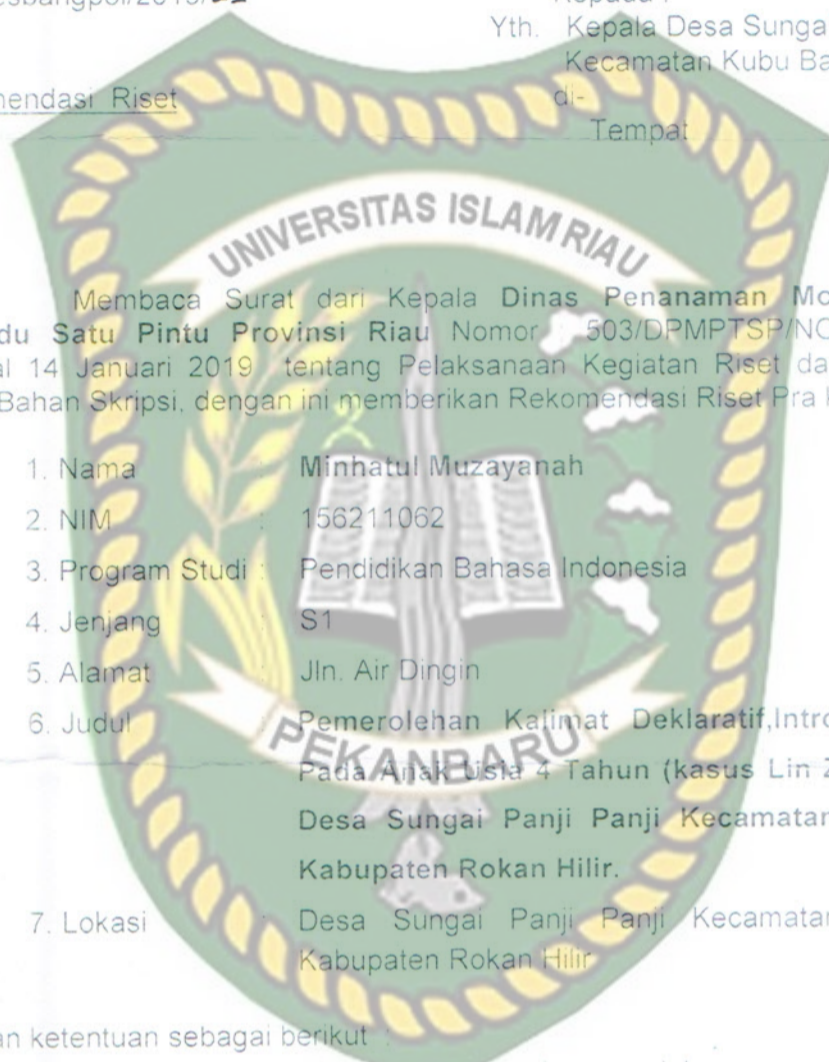 esbangpol/2019/
Kepada :
Yth. Kepala Desa Sunga
Kecamatan Kubu Ba
mendasi Riset
di-
Tempat
UNIVERSITAS ISLAM RIAU
Membaca Surat dari Kepala Dinas Penanaman Mo
du Satu Pintu Provinsi Riau Nomor 503/DPMPTSP/NO
al 14 Januari 2019 tentang Pelaksanaan Kegiatan Riset da
Bahan Skripsi, dengan ini memberikan Rekomendasi Riset Pra
1. Nama : Minhatul Muzayanah
2. NIM : 156211062
3. Program Studi : Pendidikan Bahasa Indonesia
4. Jenjang : S1
5. Alamat : Jln. Air Dingin
6. Judul : Pemerolehan Kalimat Deklaratif,Intro
PEKANBARU
Pada Anak Usia 4 Tahun (kasus Lin Z
Desa Sungai Panji Panji Kecamatan
Kabupaten Rokan Hilir.
7. Lokasi : Desa Sungai Panji Panji Kecamatan
Kabupaten Rokan Hilir
an ketentuan sebagai berikut :